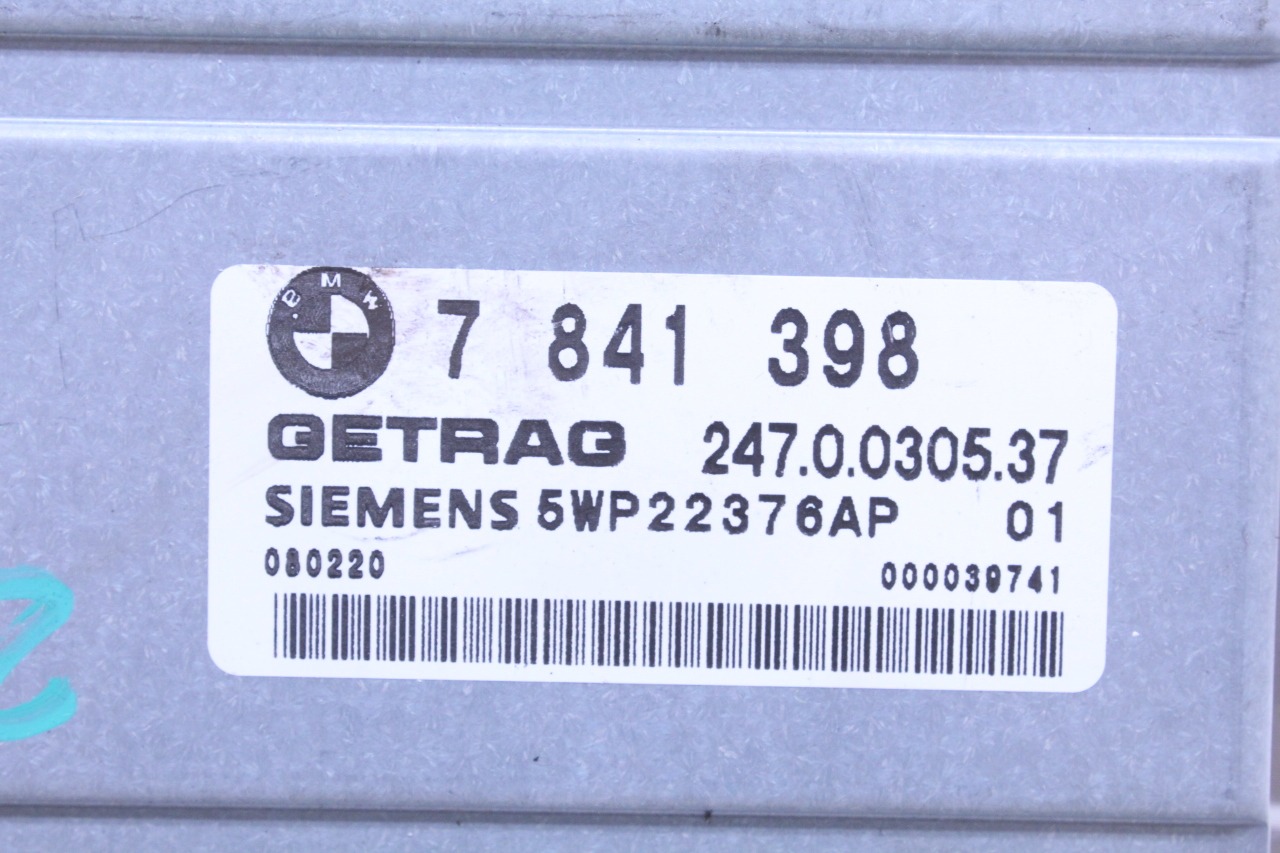 BMW 7 841 398
GETRAG 247.0.0305.37
SIEMENS 5WP22376AP 01
080220 000039741